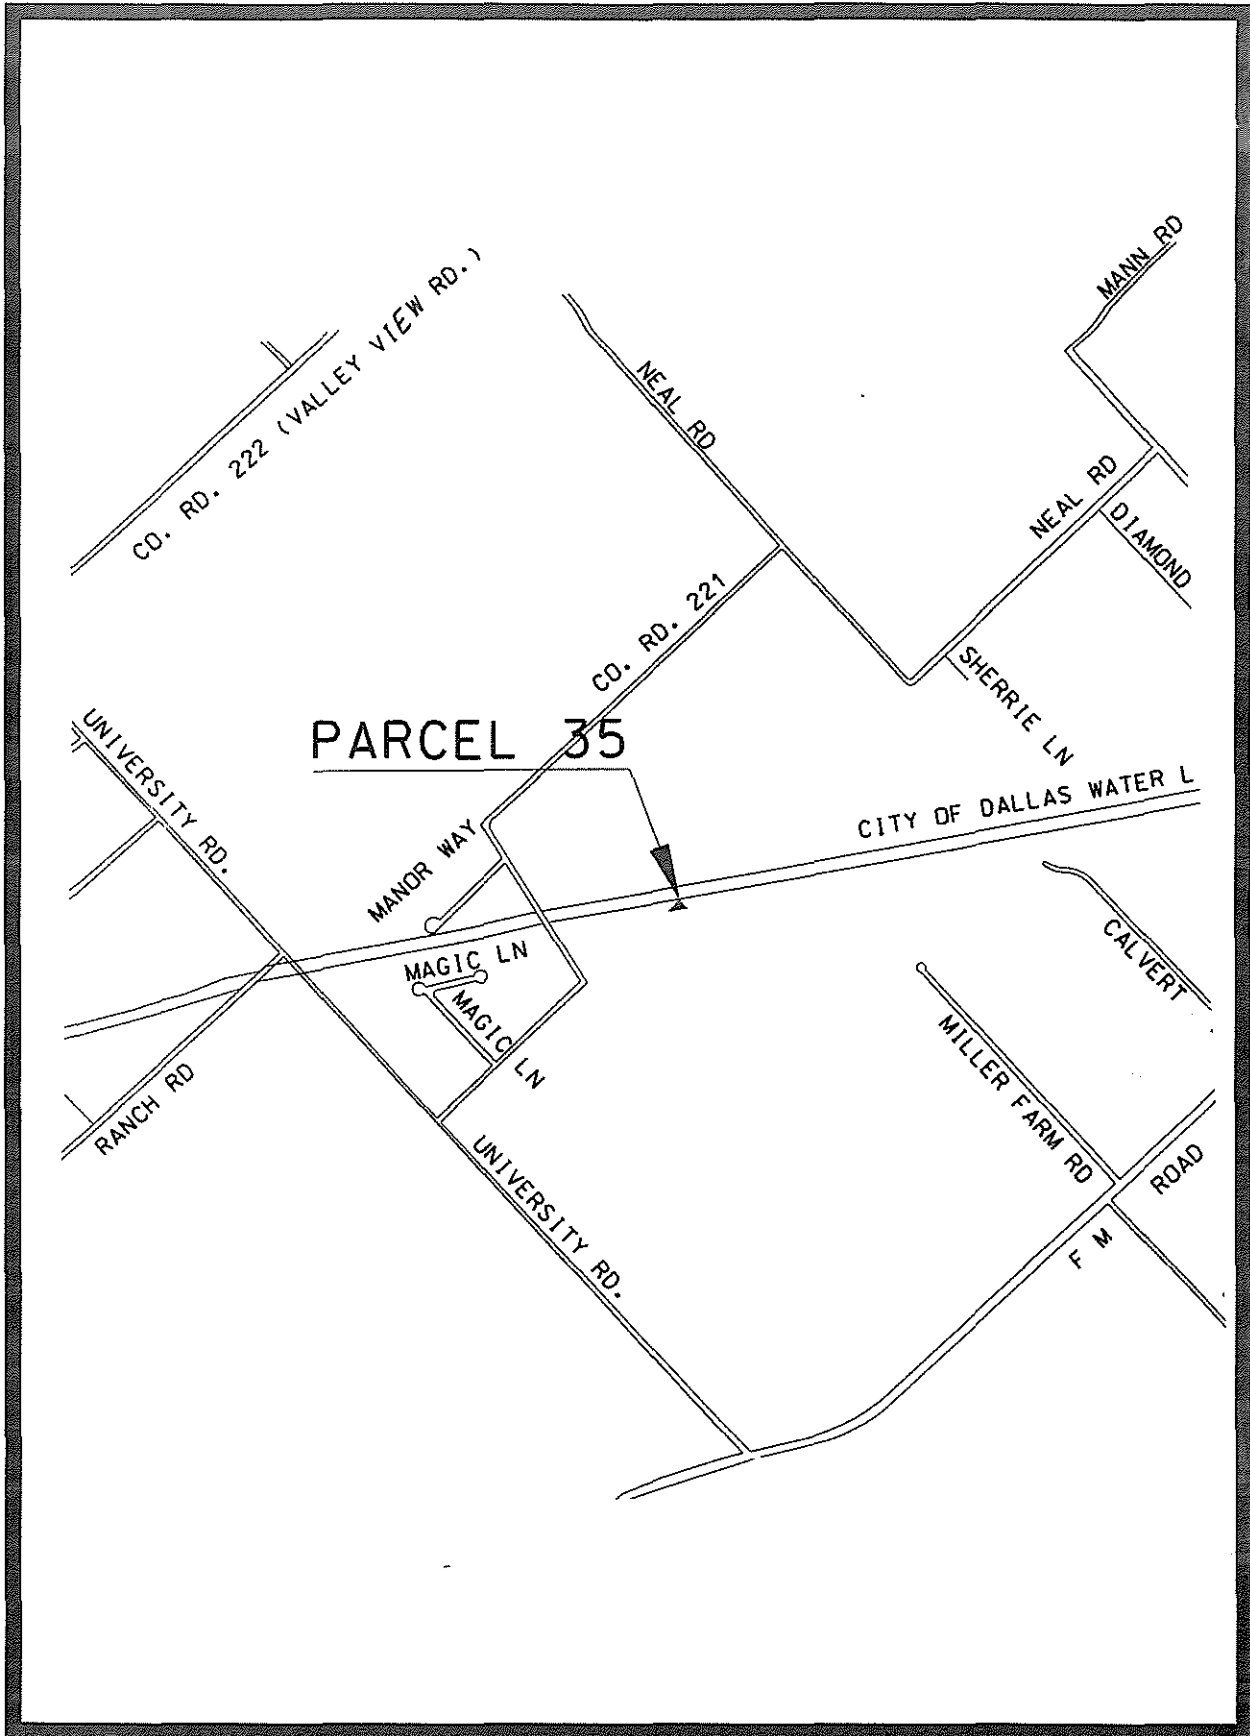 MANN RD
CO. RD. 222 (VALLEY VIEW RD.)
NEAL RD
NEAL RD
DIAMOND
CO. RD. 221
SHERRIE LN
UNIVERSITY RD.
PARCEL 35
CITY OF DALLAS WATER L
MANOR WAY
MAGIC LN
CALVERT
MAGIC LN
MILLER FARM RD
RANCH RD
UNIVERSITY RD.
ROAD
F M